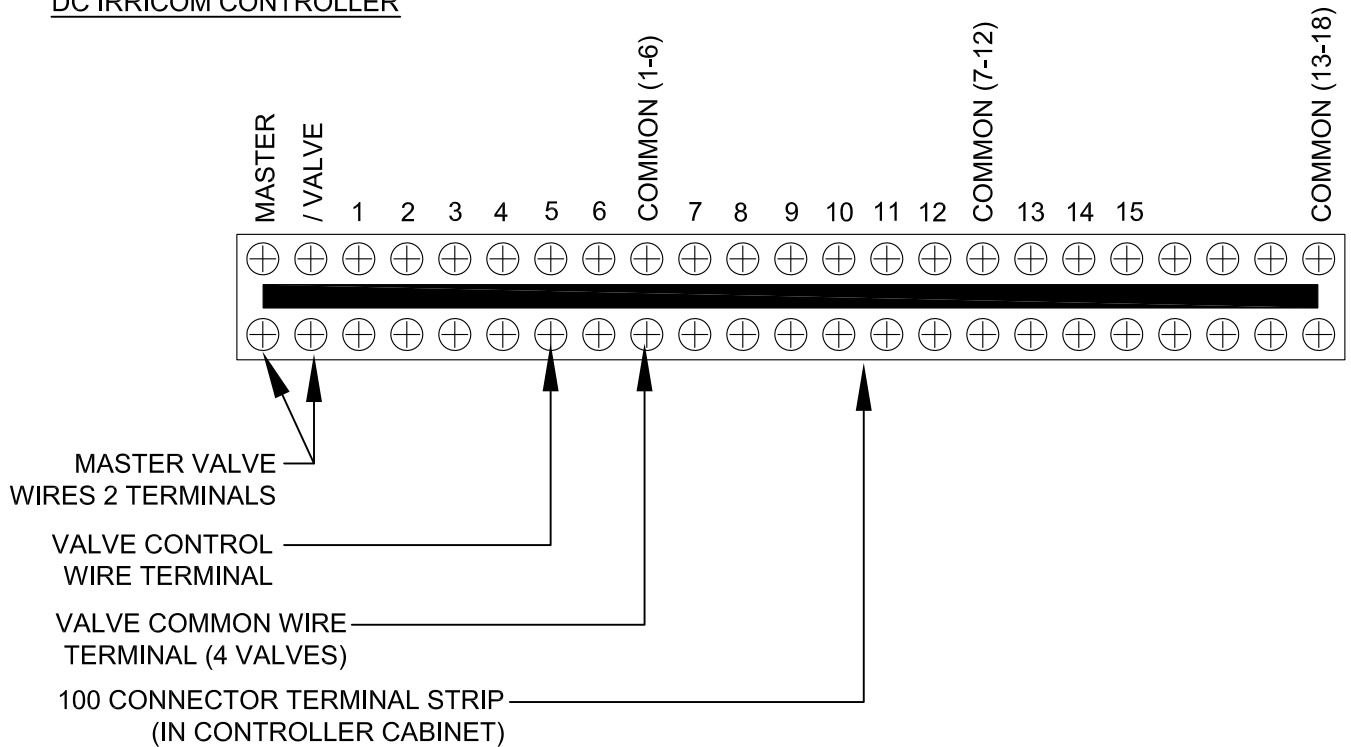 DC IRRICOM CONTROLLER
MASTER
/ VALVE
1 2 3 4 5 6
COMMON (1-6)
7 8 9 10 11 12
COMMON (7-12)
13 14 15
COMMON (13-18)
MASTER VALVE
WIRES 2 TERMINALS
VALVE CONTROL
WIRE TERMINAL
VALVE COMMON WIRE
TERMINAL (4 VALVES)
100 CONNECTOR TERMINAL STRIP
(IN CONTROLLER CABINET)